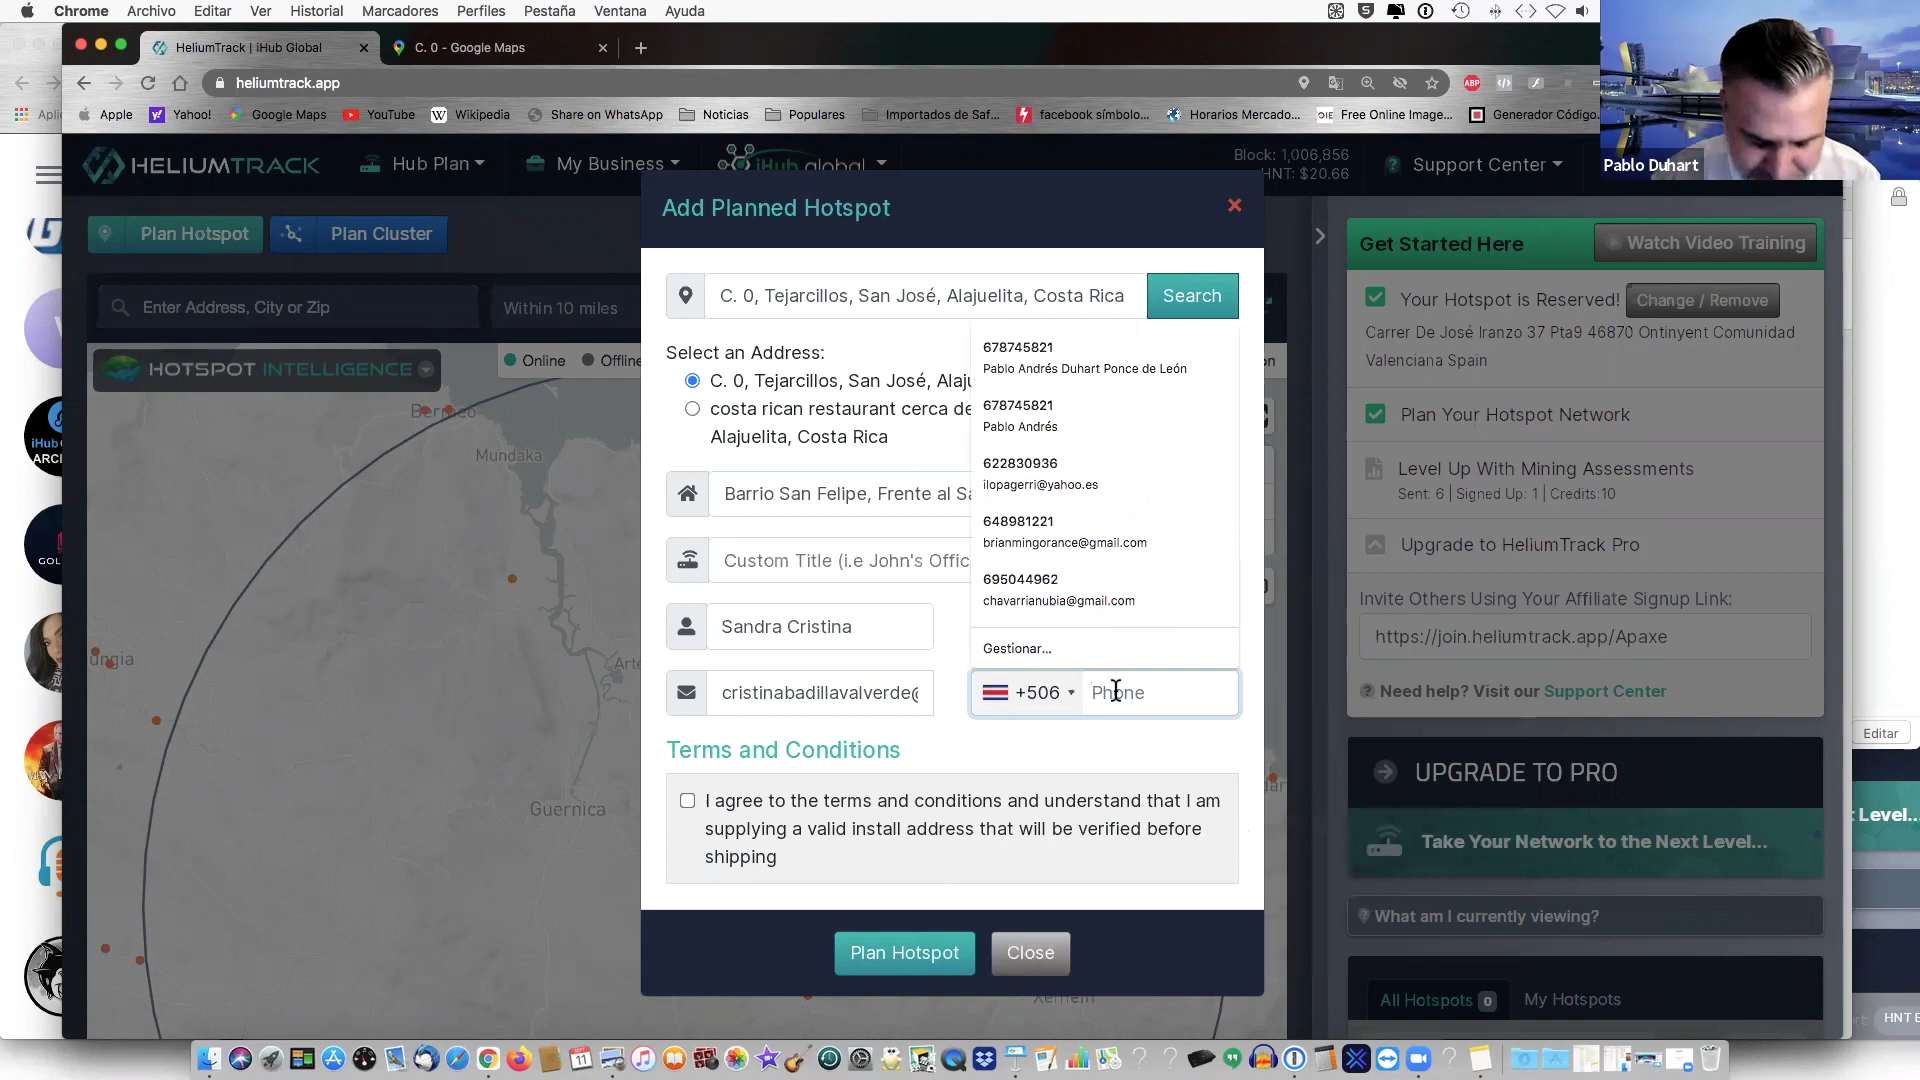 Chrome Archivo Editar Ver Historial Marcadores Perfiles Pestaña Ventana Ayuda
HeliumTrack | iHub Global
C. 0 - Google Maps
heliumtrack.app
Apple Yahoo! Google Maps YouTube Wikipedia Share on WhatsApp Noticias Populares Importados de Saf... facebook símbolo... Horarios Mercado... Free Online Image... Generador Código
Pablo Duhart
HELIUMTRACK Hub Plan My Business iHub global
Block: 1,006,856
HNT: $20.66
Support Center
Plan Hotspot Plan Cluster
Enter Address, City or Zip
Within 10 miles
HOTSPOT INTELLIGENCE
Online Offline
Bermeo
Mundaka
Guernica
Add Planned Hotspot
C. 0, Tejarcillos, San José, Alajuelita, Costa Rica
Search
Select an Address:
C. 0, Tejarcillos, San José, Alaju
costa rican restaurant cerca de
Alajuelita, Costa Rica
Barrio San Felipe, Frente al Sa
Custom Title (i.e John's Offic
Sandra Cristina
cristinabadillavalverde@
678745821
Pablo Andrés Duhart Ponce de León
678745821
Pablo Andrés
622830936
ilopagerri@yahoo.es
648981221
brianmingorance@gmail.com
695044962
chavarrianubia@gmail.com
Gestionar...
+506 Phone
Terms and Conditions
I agree to the terms and conditions and understand that I am
supplying a valid install address that will be verified before
shipping
Plan Hotspot Close
Get Started Here
Watch Video Training
Your Hotspot is Reserved!
Change / Remove
Carrer De José Iranzo 37 Pta9 46870 Ontinyent Comunidad
Valenciana Spain
Plan Your Hotspot Network
Level Up With Mining Assessments
Sent: 6 | Signed Up: 1 | Credits:10
Upgrade to HeliumTrack Pro
Invite Others Using Your Affiliate Signup Link:
https://join.heliumtrack.app/Apaxe
Need help? Visit our Support Center
UPGRADE TO PRO
Take Your Network to the Next Level...
What am I currently viewing?
All Hotspots 0
My Hotspots
Editar
Level...
HNT
iHub
ARC
GOL